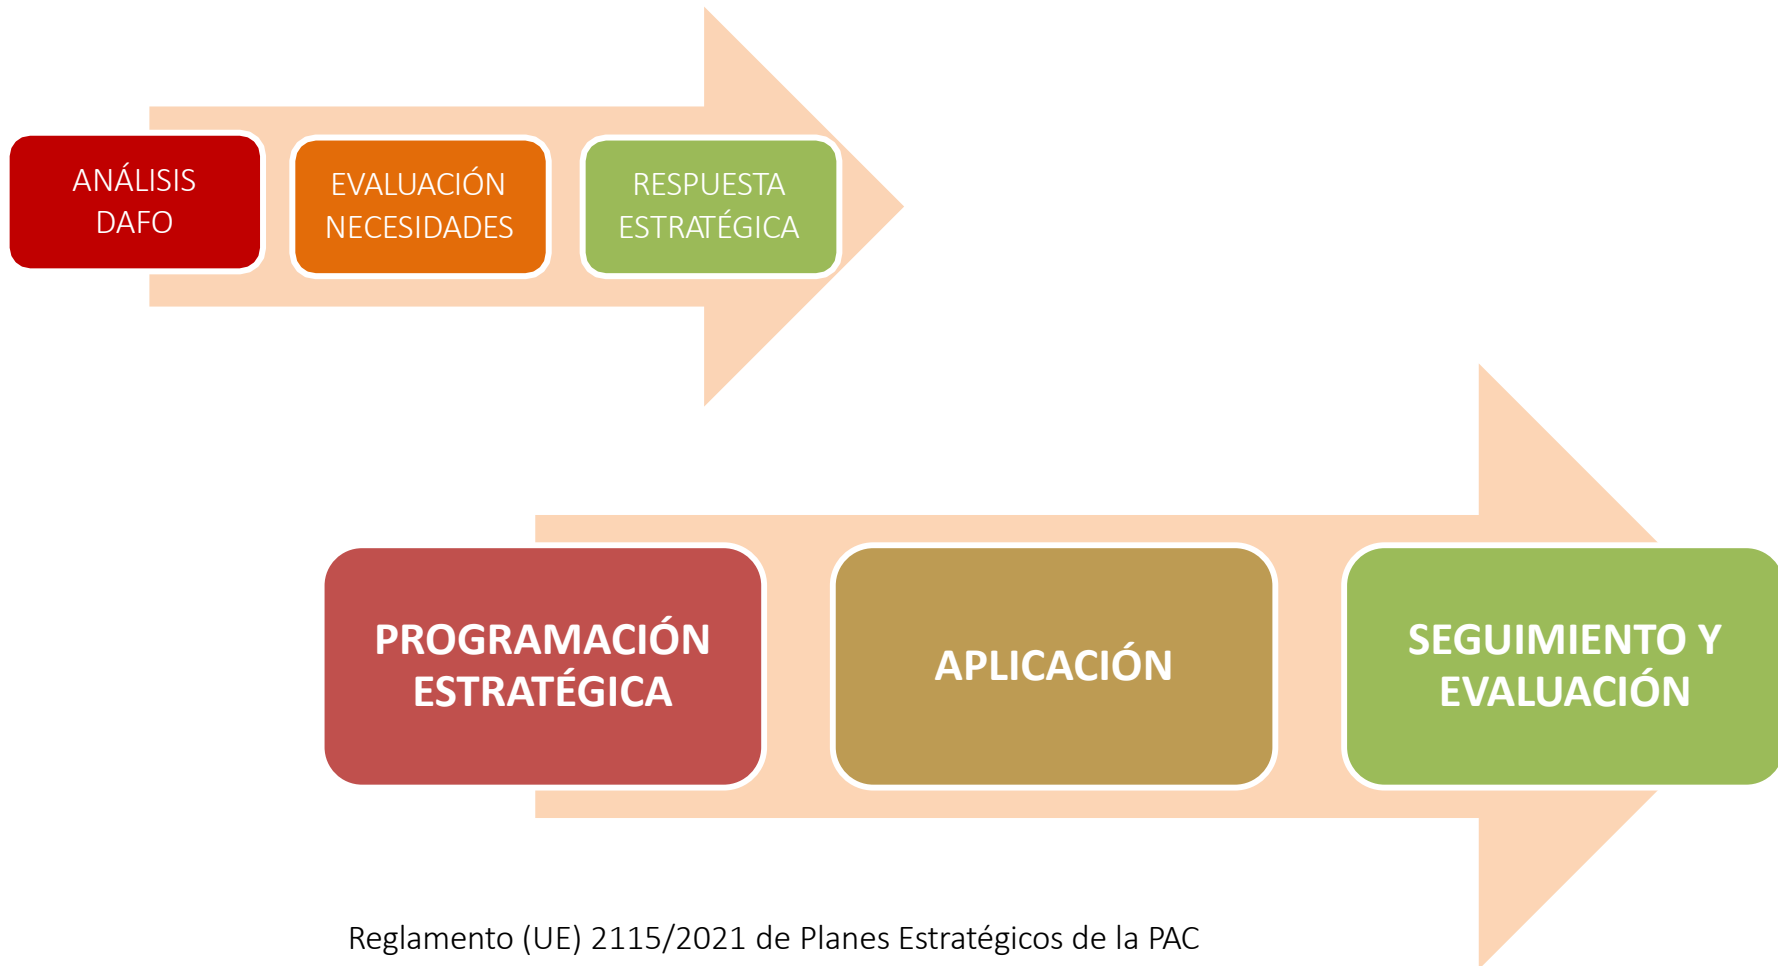 ANÁLISIS
DAFO
EVALUACIÓN
NECESIDADES
RESPUESTA
ESTRATÉGICA
PROGRAMACIÓN
ESTRATÉGICA
APLICACIÓN
SEGUIMIENTO Y
EVALUACIÓN
Reglamento (UE) 2115/2021 de Planes Estratégicos de la PAC